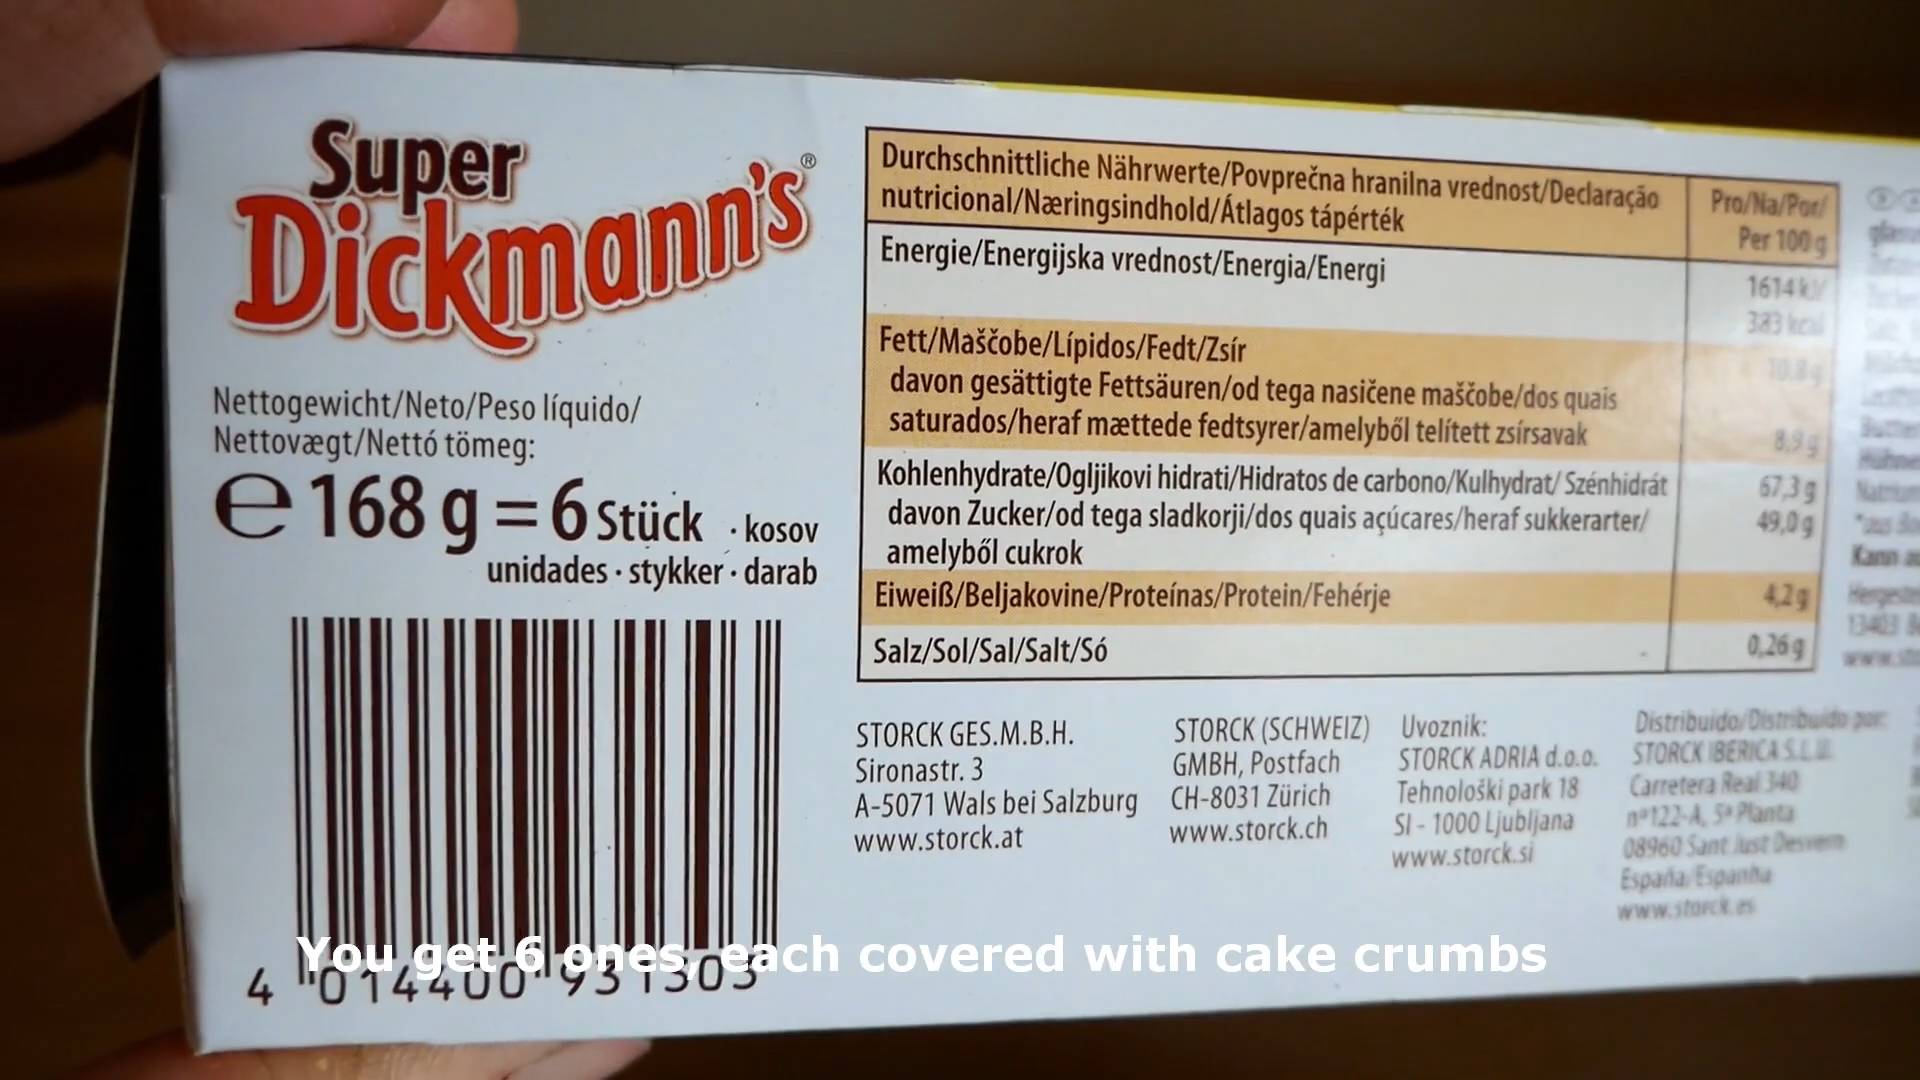 Super
Dickmann's®
Nettogewicht/Neto/Peso líquido/
Nettovægt/Nettó tömeg:
e 168 g = 6 Stück · kosov
unidades · stykker · darab
4 014400 931303
Durchschnittliche Nährwerte/Povprečna hranilna vrednost/Declaração
nutricional/Næringsindhold/Átlagos tápérték
Pro/Na/Por/
Per 100 g
Energie/Energijska vrednost/Energia/Energi
1614 kJ/
383 kcal
Fett/Maščobe/Lípidos/Fedt/Zsír
10,8 g
davon gesättigte Fettsäuren/od tega nasičene maščobe/dos quais
saturados/heraf mættede fedtsyrer/amelyből telített zsírsavak
8,9 g
Kohlenhydrate/Ogljikovi hidrati/Hidratos de carbono/Kulhydrat/ Szénhidrát
67,3 g
davon Zucker/od tega sladkorji/dos quais açúcares/heraf sukkerarter/
49,0 g
amelyből cukrok
Eiweiß/Beljakovine/Proteínas/Protein/Fehérje
4,2 g
Salz/Sol/Sal/Salt/Só
0,26 g
STORCK GES.M.B.H.
Sironastr. 3
A-5071 Wals bei Salzburg
www.storck.at
STORCK (SCHWEIZ)
GMBH, Postfach
CH-8031 Zürich
www.storck.ch
Uvoznik:
STORCK ADRIA d.o.o.
Tehnološki park 18
SI - 1000 Ljubljana
www.storck.si
Distribuido/Distribuído por:
STORCK IBERICA S.L.U.
Carretera Real 340
nº122-A, 5ª Planta
08960 Sant Just Desvern
España/Espanha
www.storck.es
Kann
You get 6 ones, each covered with cake crumbs